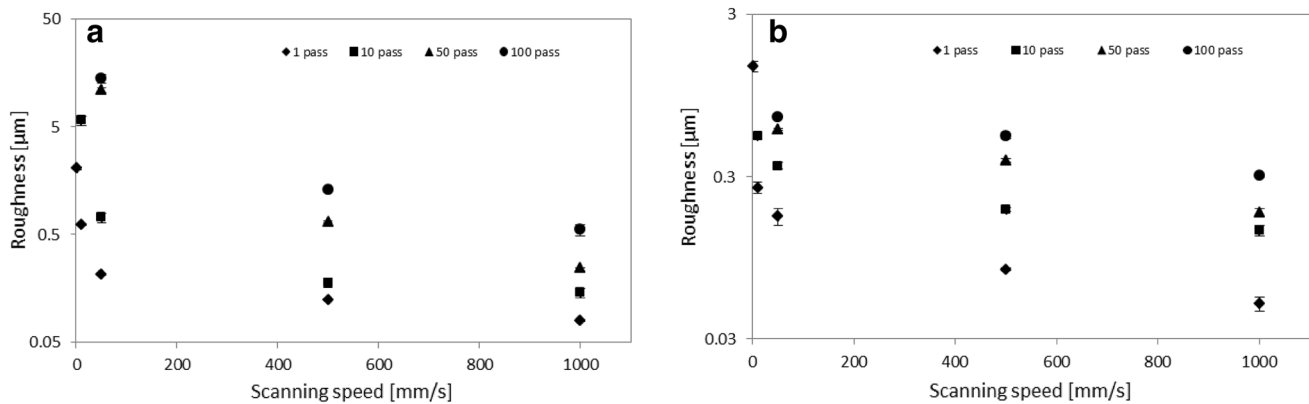 a
50
5
0.5
0.05
Roughness [µm]
1 pass 10 pass 50 pass 100 pass
0 200 400 600 800 1000
Scanning speed [mm/s]
b
3
0.3
0.03
Roughness [µm]
1 pass 10 pass 50 pass 100 pass
0 200 400 600 800 1000
Scanning speed [mm/s]